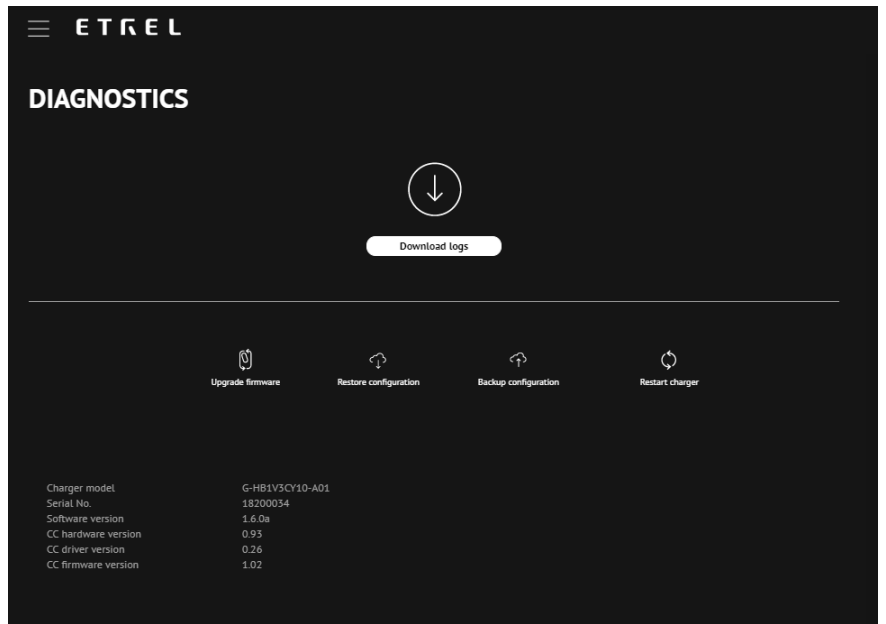 ETREL
DIAGNOSTICS
Download logs
Upgrade firmware Restore configuration Backup configuration Restart charger
Charger model G-HB1V3CY10-A01
Serial No. 18200034
Software version 1.6.0a
CC hardware version 0.93
CC driver version 0.26
CC firmware version 1.02